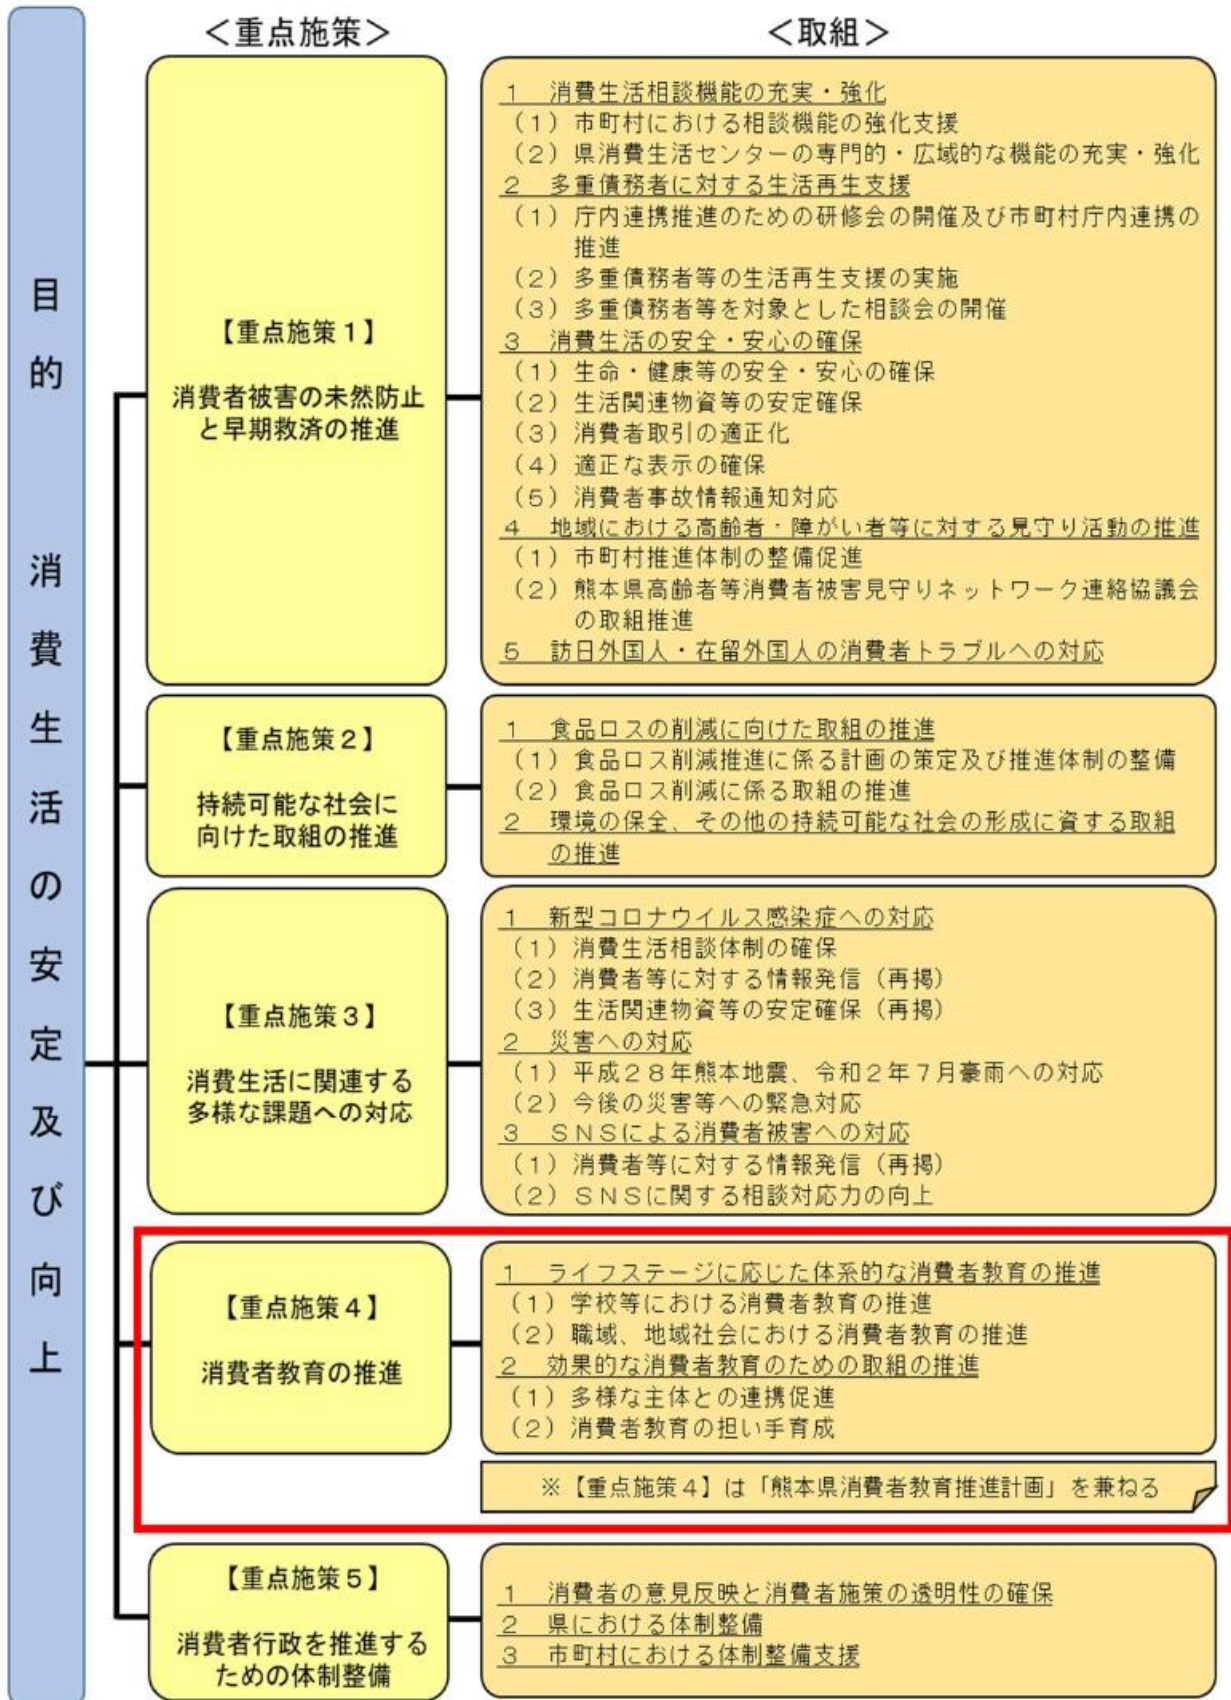 ＜重点施策＞
＜取組＞
目的 消費生活の安定及び向上
【重点施策１】
消費者被害の未然防止
と早期救済の推進
１ 消費生活相談機能の充実・強化
（１）市町村における相談機能の強化支援
（２）県消費生活センターの専門的・広域的な機能の充実・強化
２ 多重債務者に対する生活再生支援
（１）庁内連携推進のための研修会の開催及び市町村庁内連携の
推進
（２）多重債務者等の生活再生支援の実施
（３）多重債務者等を対象とした相談会の開催
３ 消費生活の安全・安心の確保
（１）生命・健康等の安全・安心の確保
（２）生活関連物資等の安定確保
（３）消費者取引の適正化
（４）適正な表示の確保
（５）消費者事故情報通知対応
４ 地域における高齢者・障がい者等に対する見守り活動の推進
（１）市町村推進体制の整備促進
（２）熊本県高齢者等消費者被害見守りネットワーク連絡協議会
の取組推進
５ 訪日外国人・在留外国人の消費者トラブルへの対応
【重点施策２】
持続可能な社会に
向けた取組の推進
１ 食品ロスの削減に向けた取組の推進
（１）食品ロス削減推進に係る計画の策定及び推進体制の整備
（２）食品ロス削減に係る取組の推進
２ 環境の保全、その他の持続可能な社会の形成に資する取組
の推進
【重点施策３】
消費生活に関連する
多様な課題への対応
１ 新型コロナウイルス感染症への対応
（１）消費生活相談体制の確保
（２）消費者等に対する情報発信（再掲）
（３）生活関連物資等の安定確保（再掲）
２ 災害への対応
（１）平成２８年熊本地震、令和２年７月豪雨への対応
（２）今後の災害等への緊急対応
３ ＳＮＳによる消費者被害への対応
（１）消費者等に対する情報発信（再掲）
（２）ＳＮＳに関する相談対応力の向上
【重点施策４】
消費者教育の推進
１ ライフステージに応じた体系的な消費者教育の推進
（１）学校等における消費者教育の推進
（２）職域、地域社会における消費者教育の推進
２ 効果的な消費者教育のための取組の推進
（１）多様な主体との連携促進
（２）消費者教育の担い手育成
※【重点施策４】は「熊本県消費者教育推進計画」を兼ねる
【重点施策５】
消費者行政を推進する
ための体制整備
１ 消費者の意見反映と消費者施策の透明性の確保
２ 県における体制整備
３ 市町村における体制整備支援